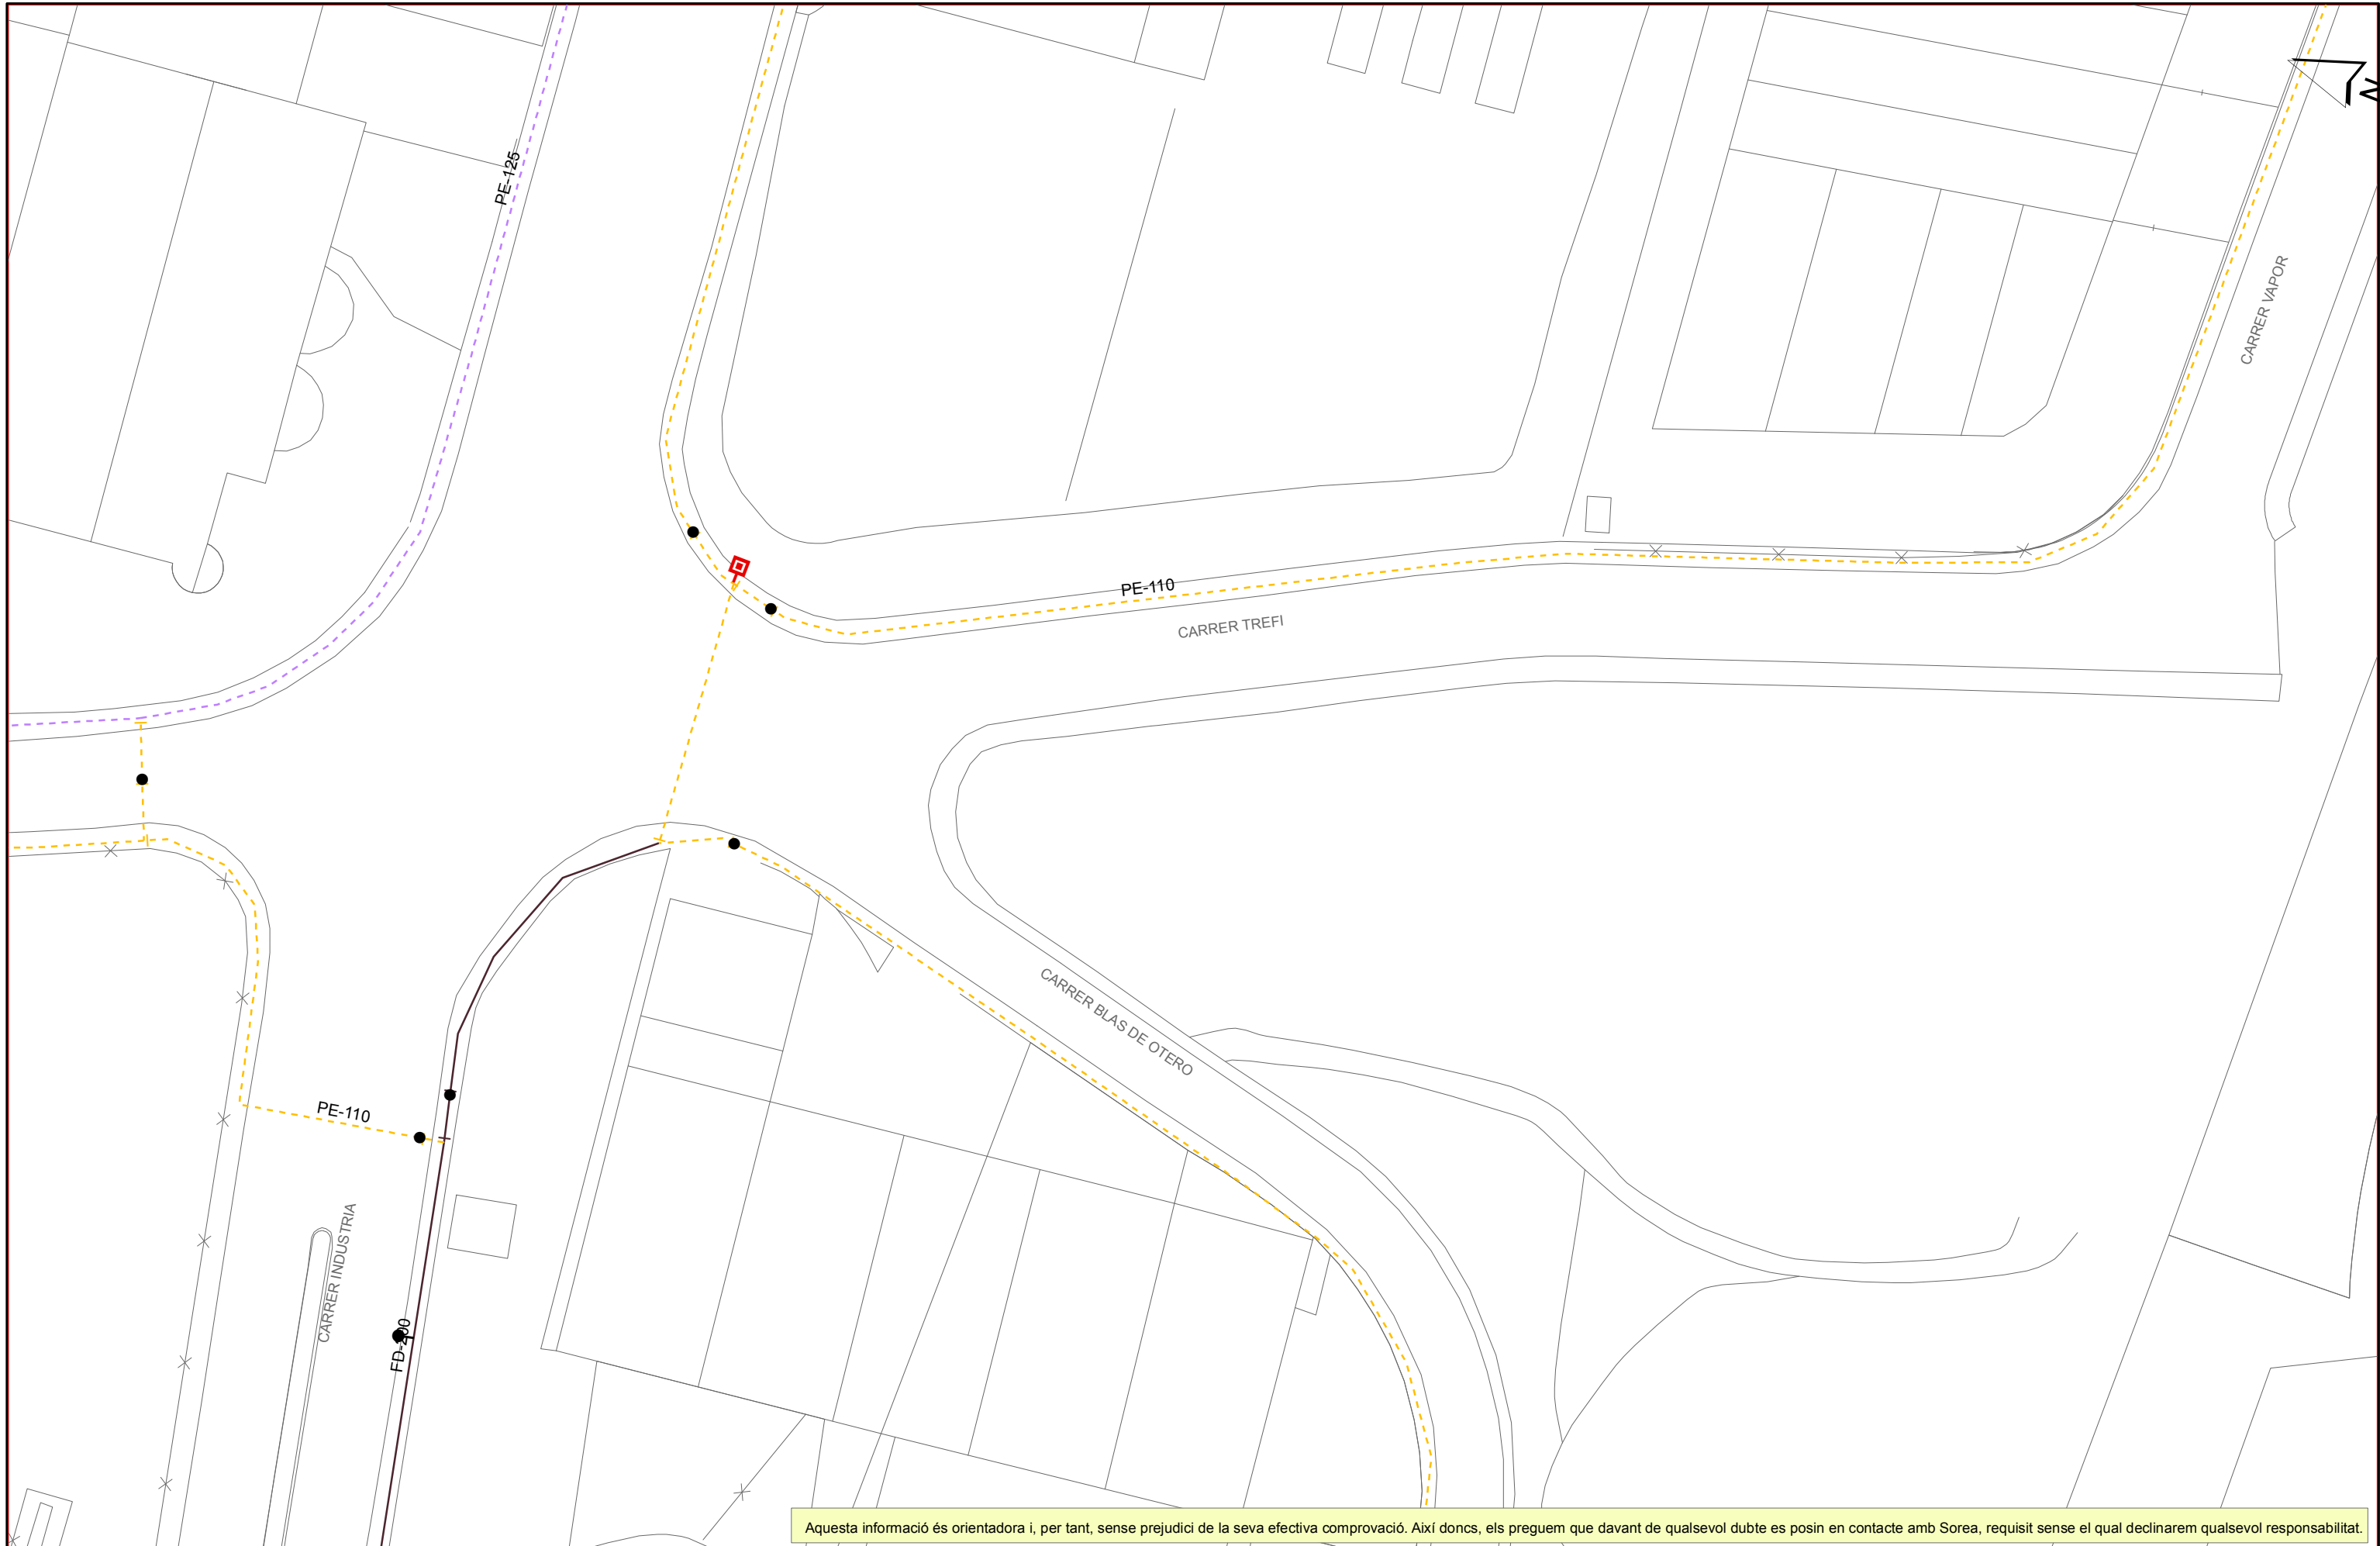 N
PE-125
CARRER VAPOR
PE-110
CARRER TREFI
CARRER BLAS DE OTERO
PE-110
CARRER INDUSTRIA
FD-200
Aquesta informació és orientadora i, per tant, sense prejudici de la seva efectiva comprovació. Així doncs, els preguem que davant de qualsevol dubte es posin en contacte amb Sorea, requisit sense el qual declinarem qualsevol responsabilitat.